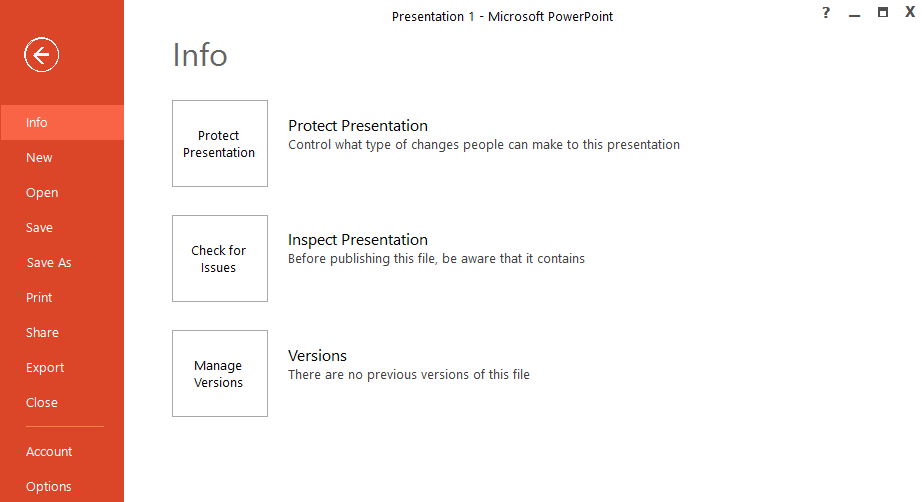 Presentation 1 - Microsoft PowerPoint
? X
Info
Info
New
Open
Save
Save As
Print
Share
Export
Close
Account
Options
Protect
Presentation
Protect Presentation
Control what type of changes people can make to this presentation
Check for
Issues
Inspect Presentation
Before publishing this file, be aware that it contains
Manage
Versions
Versions
There are no previous versions of this file